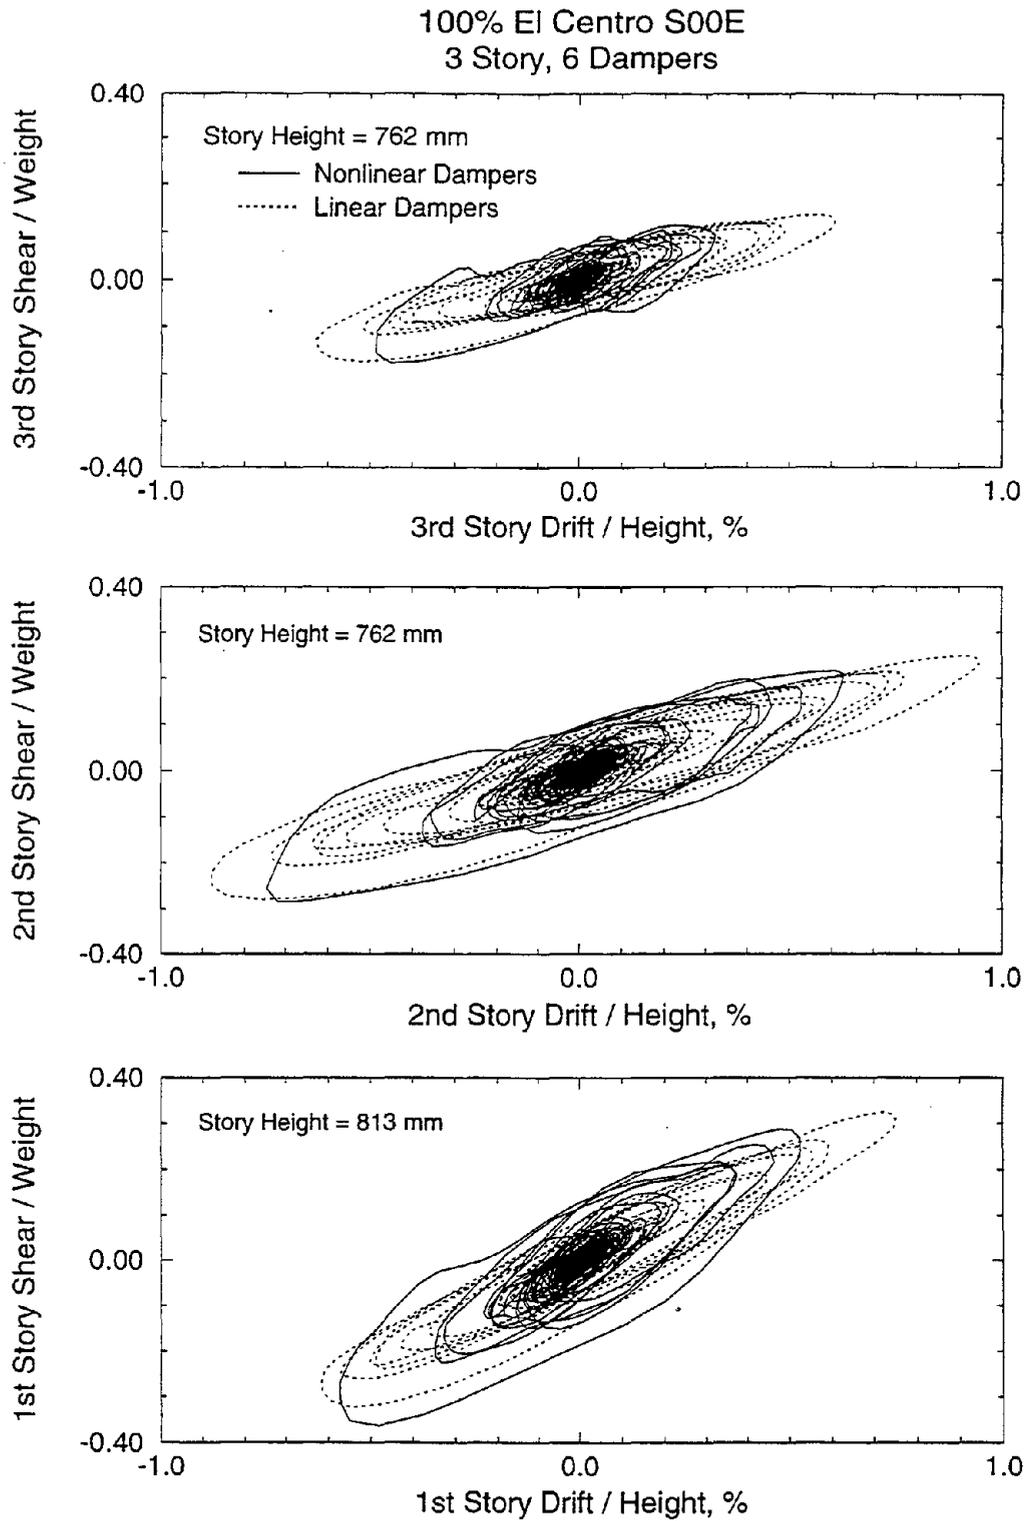 100% El Centro S00E
3 Story, 6 Dampers
3rd Story Shear / Weight
0.40
0.00
-0.40
Story Height = 762 mm
Nonlinear Dampers
Linear Dampers
-1.0
0.0
1.0
3rd Story Drift / Height, %
2nd Story Shear / Weight
0.40
0.00
-0.40
Story Height = 762 mm
-1.0
0.0
1.0
2nd Story Drift / Height, %
1st Story Shear / Weight
0.40
0.00
-0.40
Story Height = 813 mm
-1.0
0.0
1.0
1st Story Drift / Height, %